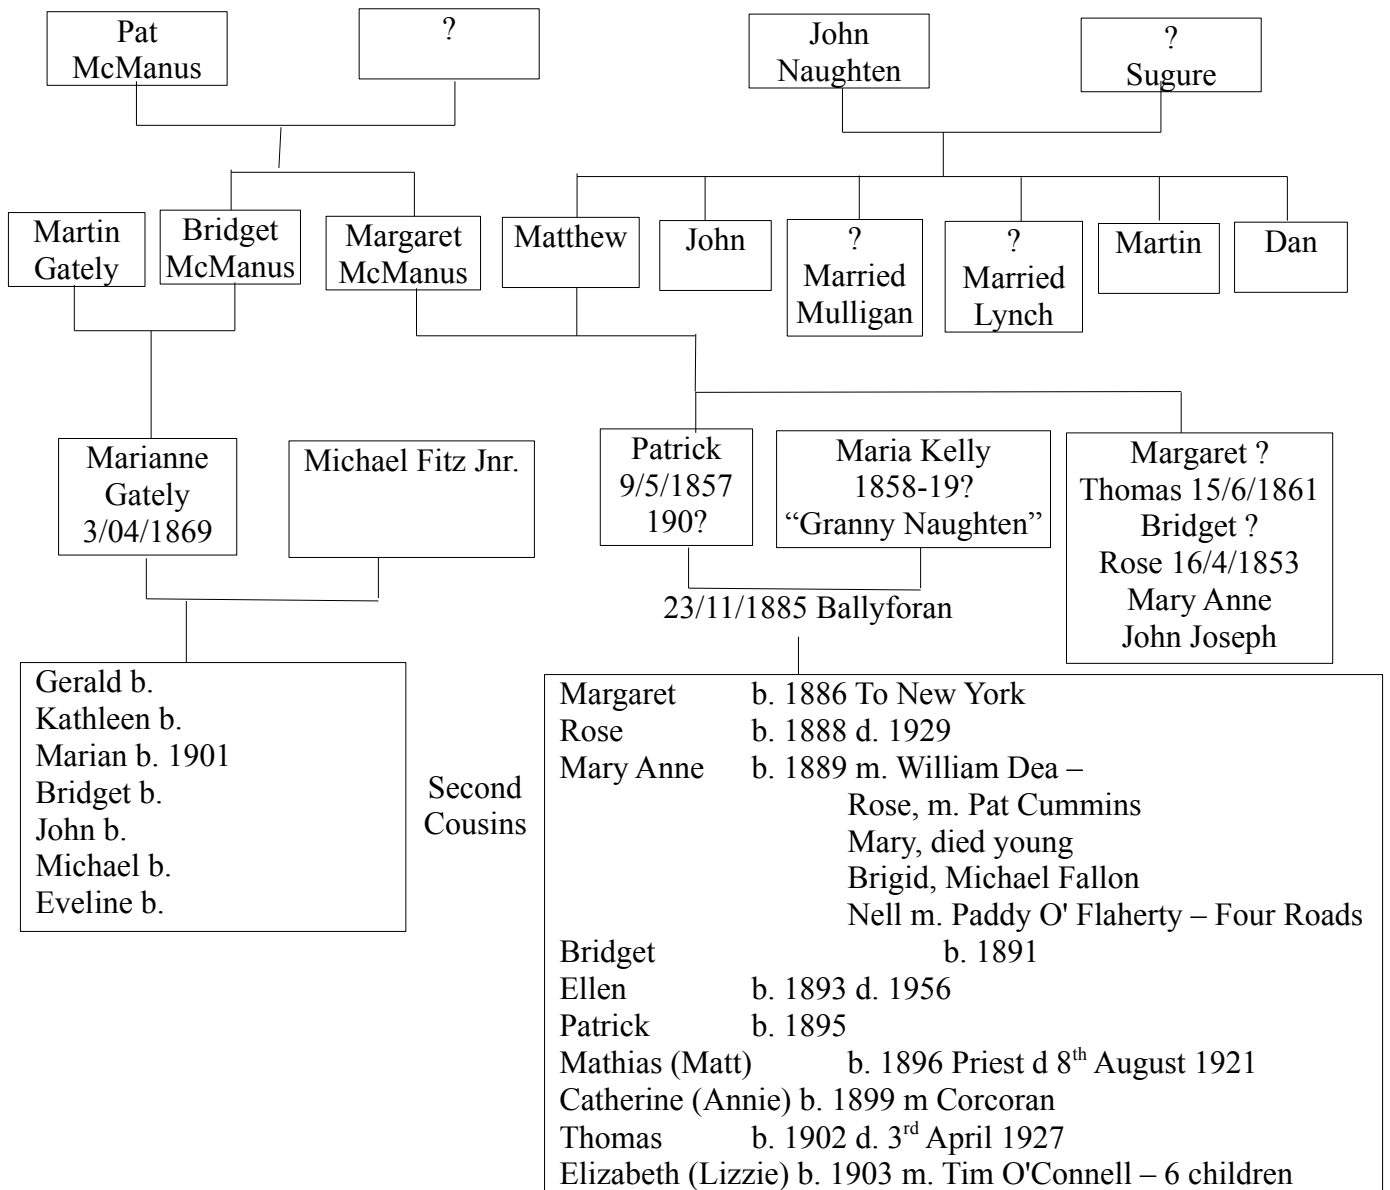 Pat
McManus
?
John
Naughten
?
Sugure
Martin
Gately
Bridget
McManus
Margaret
McManus
Matthew
John
?
Married
Mulligan
?
Married
Lynch
Martin
Dan
Marianne
Gately
3/04/1869
Michael Fitz Jnr.
Patrick
9/5/1857
190?
Maria Kelly
1858-19?
“Granny Naughten”
Margaret ?
Thomas 15/6/1861
Bridget ?
Rose 16/4/1853
Mary Anne
John Joseph
23/11/1885 Ballyforan
Gerald b.
Kathleen b.
Marian b. 1901
Bridget b.
John b.
Michael b.
Eveline b.
Second
Cousins
Margaret b. 1886 To New York
Rose b. 1888 d. 1929
Mary Anne b. 1889 m. William Dea –
Rose, m. Pat Cummins
Mary, died young
Brigid, Michael Fallon
Nell m. Paddy O' Flaherty – Four Roads
Bridget b. 1891
Ellen b. 1893 d. 1956
Patrick b. 1895
Mathias (Matt) b. 1896 Priest d 8th August 1921
Catherine (Annie) b. 1899 m Corcoran
Thomas b. 1902 d. 3rd April 1927
Elizabeth (Lizzie) b. 1903 m. Tim O'Connell – 6 children